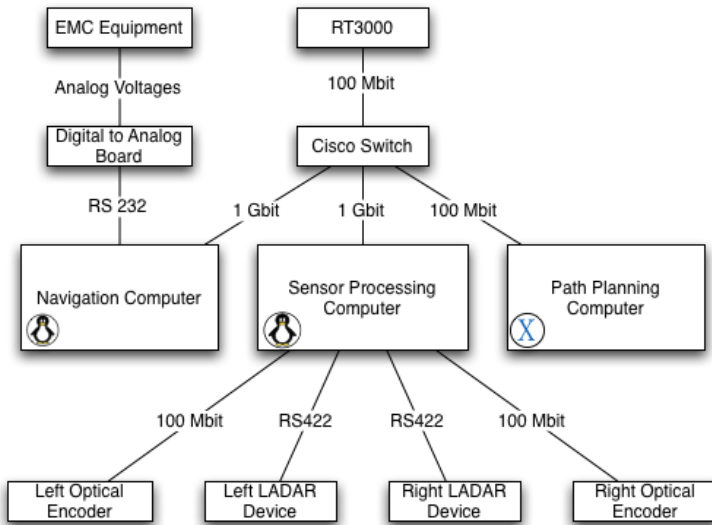 EMC Equipment
RT3000
Analog Voltages
100 Mbit
Digital to Analog
Board
Cisco Switch
RS 232
1 Gbit
1 Gbit
100 Mbit
Navigation Computer
Sensor Processing
Computer
Path Planning
Computer
X
100 Mbit
RS422
RS422
100 Mbit
Left Optical
Encoder
Left LADAR
Device
Right LADAR
Device
Right Optical
Encoder